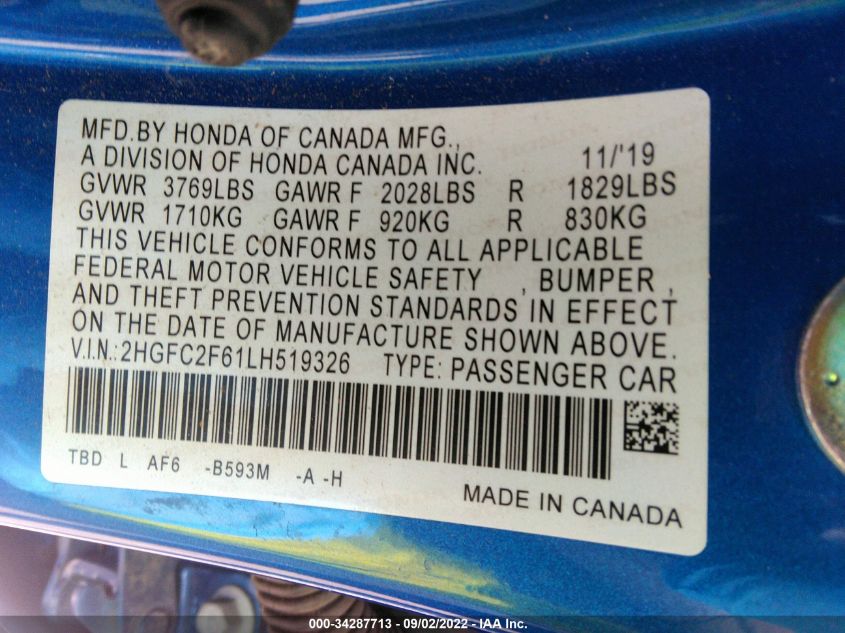 MFD.BY HONDA OF CANADA MFG.,
A DIVISION OF HONDA CANADA INC. 11/'19
GVWR 3769LBS GAWR F 2028LBS R 1829LBS
GVWR 1710KG GAWR F 920KG R 830KG
THIS VEHICLE CONFORMS TO ALL APPLICABLE
FEDERAL MOTOR VEHICLE SAFETY , BUMPER ,
AND THEFT PREVENTION STANDARDS IN EFFECT
ON THE DATE OF MANUFACTURE SHOWN ABOVE.
V.I.N.:2HGFC2F61LH519326 TYPE: PASSENGER CAR
TBD L AF6 -B593M -A -H
MADE IN CANADA
000-34287713 - 09/02/2022 - IAA Inc.